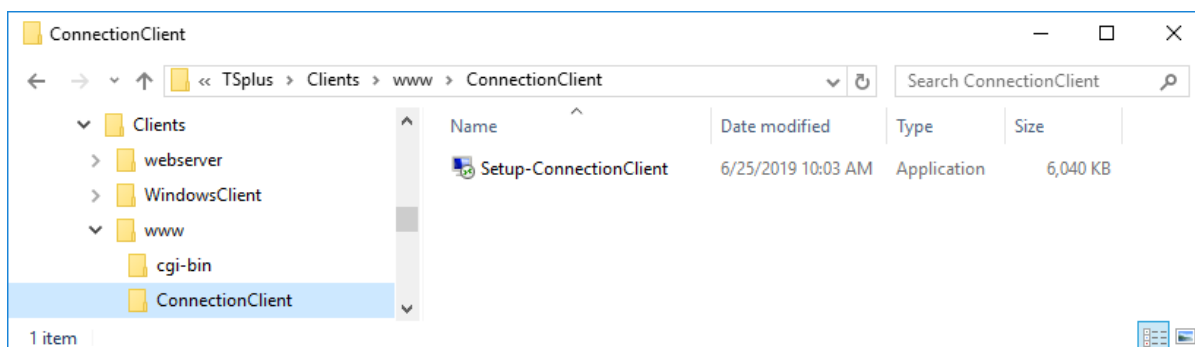 ConnectionClient
« TSplus > Clients > www > ConnectionClient
Search ConnectionClient
Clients
webserver
WindowsClient
www
cgi-bin
ConnectionClient
Name Date modified Type Size
Setup-ConnectionClient 6/25/2019 10:03 AM Application 6,040 KB
1 item